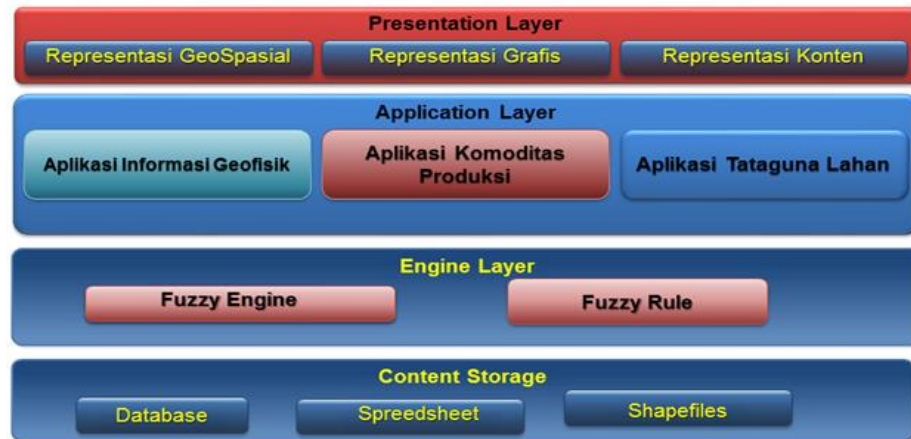 Presentation Layer
Representasi GeoSpasial
Representasi Grafis
Representasi Konten
Application Layer
Aplikasi Informasi Geofisik
Aplikasi Komoditas
Produksi
Aplikasi Tataguna Lahan
Engine Layer
Fuzzy Engine
Fuzzy Rule
Content Storage
Database
Spreedsheet
Shapefiles